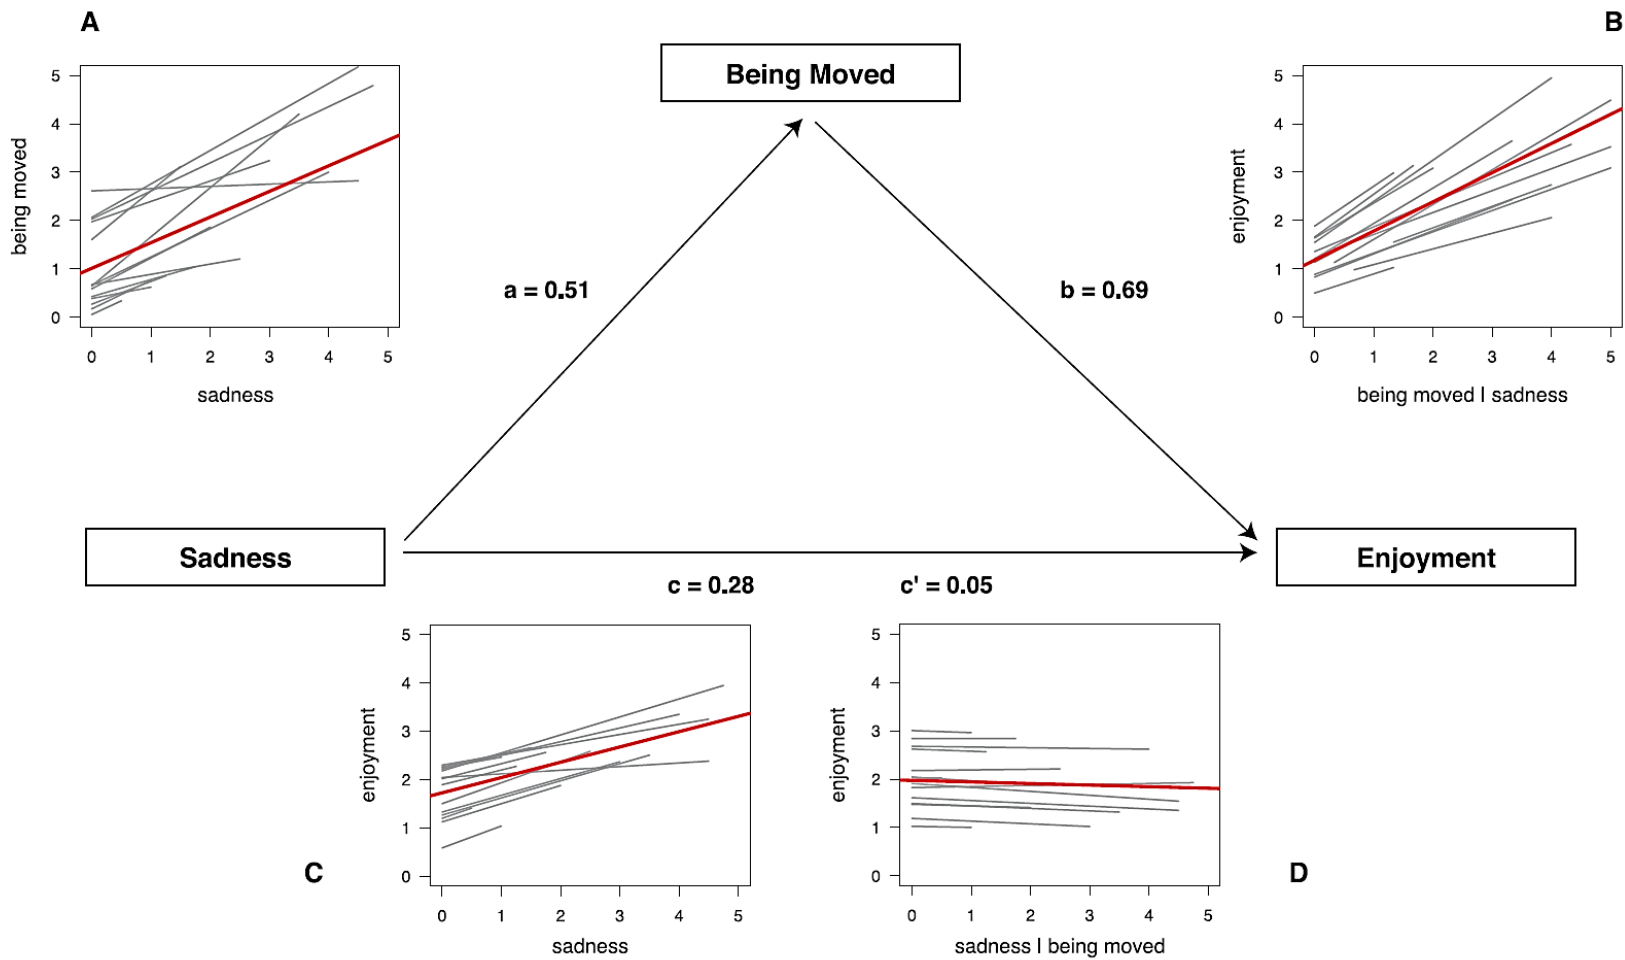 A
B
Being Moved
5
4
3
2
1
0
being moved
0 1 2 3 4 5
sadness
5
4
3
2
1
0
enjoyment
0 1 2 3 4 5
being moved | sadness
a = 0.51
b = 0.69
Sadness
Enjoyment
c = 0.28
c' = 0.05
5
4
3
2
1
0
enjoyment
0 1 2 3 4 5
sadness
C
5
4
3
2
1
0
enjoyment
0 1 2 3 4 5
sadness | being moved
D